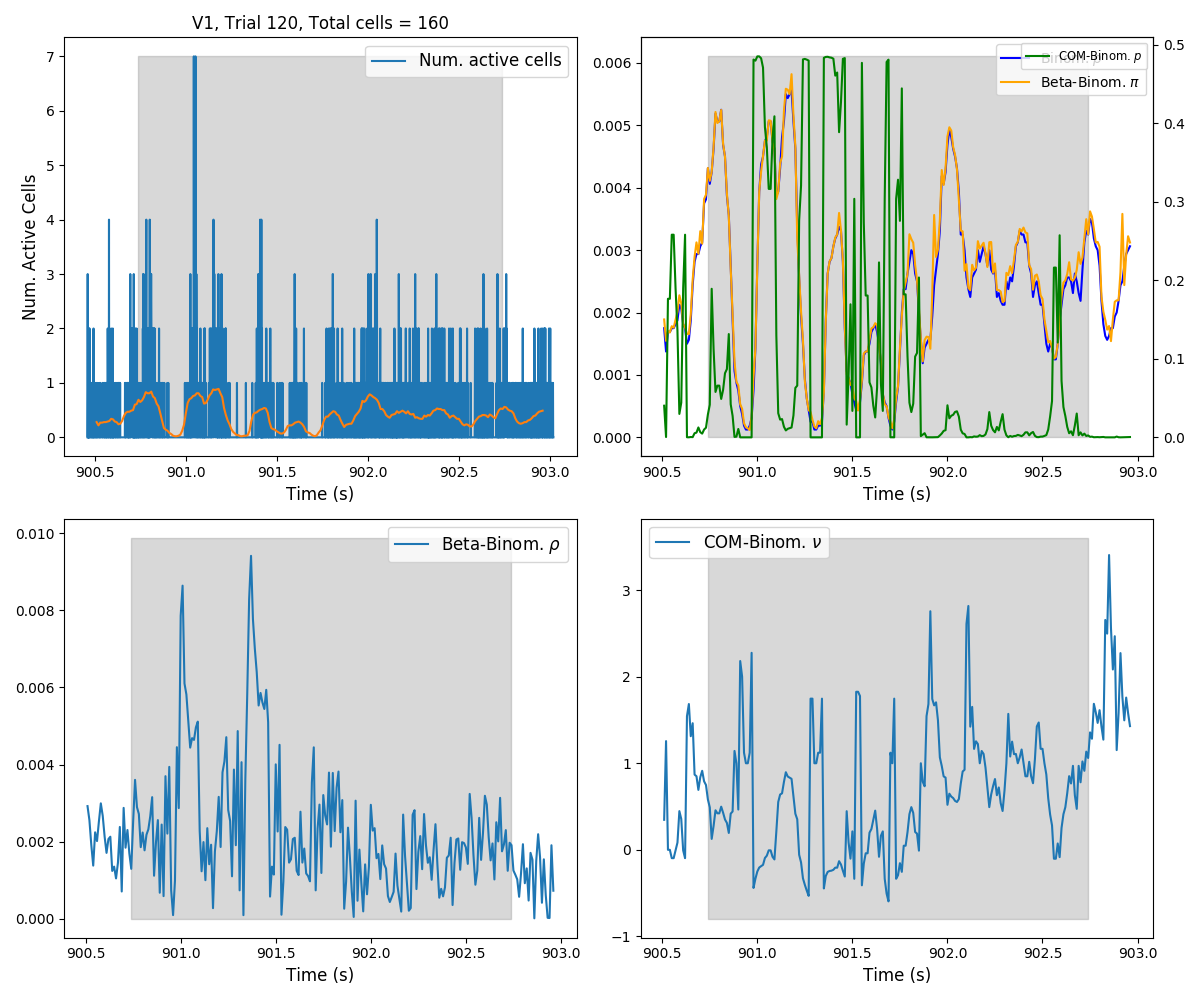 V1, Trial 120, Total cells = 160
Num. active cells
Num. Active Cells
7
6
5
4
3
2
1
0
900.5 901.0 901.5 902.0 902.5 903.0
Time (s)
COM-Binom. p
Beta-Binom. π
0.006
0.005
0.004
0.003
0.002
0.001
0.000
0.5
0.4
0.3
0.2
0.1
0.0
900.5 901.0 901.5 902.0 902.5 903.0
Time (s)
Beta-Binom. ρ
0.010
0.008
0.006
0.004
0.002
0.000
900.5 901.0 901.5 902.0 902.5 903.0
Time (s)
COM-Binom. ν
3
2
1
0
−1
900.5 901.0 901.5 902.0 902.5 903.0
Time (s)